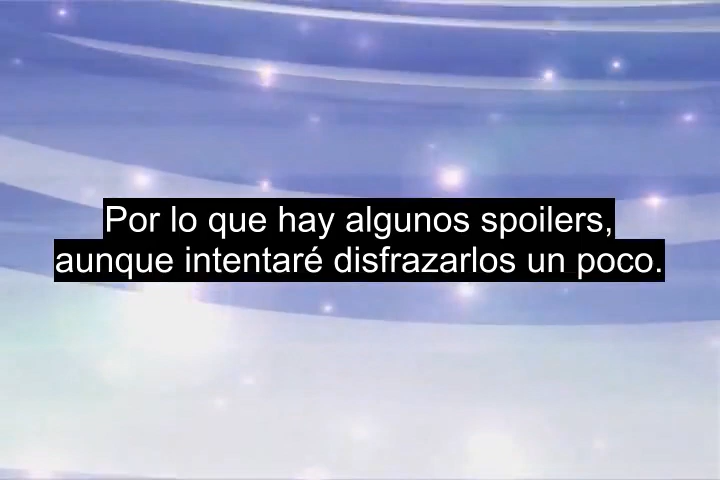 Por lo que hay algunos spoilers,
aunque intentaré disfrazarlos un poco.